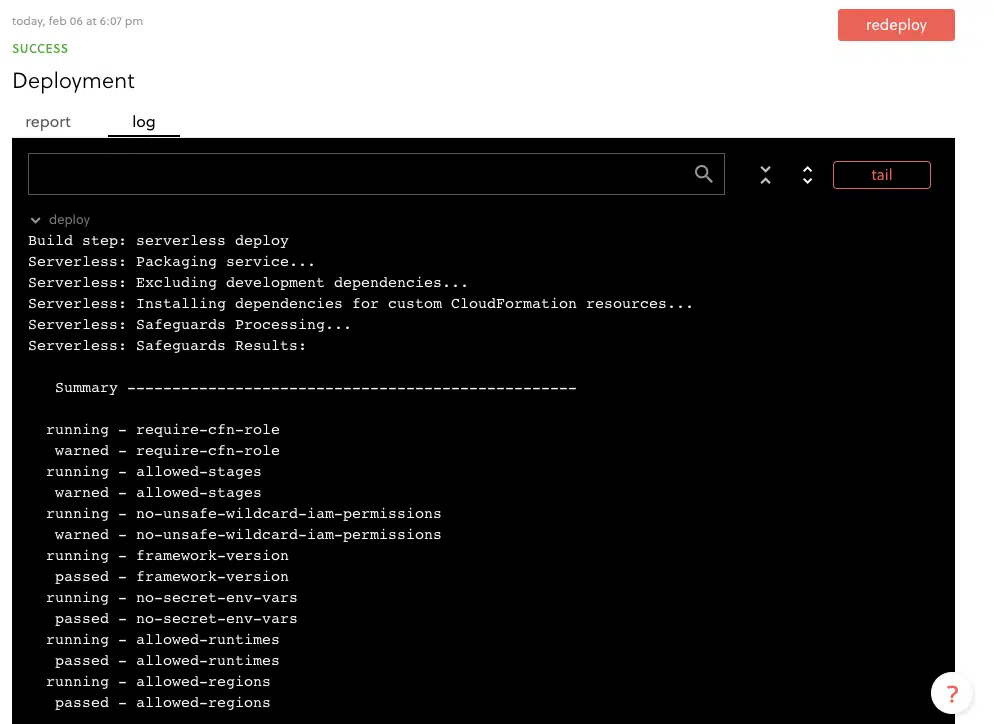 today, feb 06 at 6:07 pm
redeploy
SUCCESS
Deployment
report log
tail
deploy
Build step: serverless deploy
Serverless: Packaging service...
Serverless: Excluding development dependencies...
Serverless: Installing dependencies for custom CloudFormation resources...
Serverless: Safeguards Processing...
Serverless: Safeguards Results:
Summary --------------------------------------------------
running - require-cfn-role
warned - require-cfn-role
running - allowed-stages
warned - allowed-stages
running - no-unsafe-wildcard-iam-permissions
warned - no-unsafe-wildcard-iam-permissions
running - framework-version
passed - framework-version
running - no-secret-env-vars
passed - no-secret-env-vars
running - allowed-runtimes
passed - allowed-runtimes
running - allowed-regions
passed - allowed-regions
?